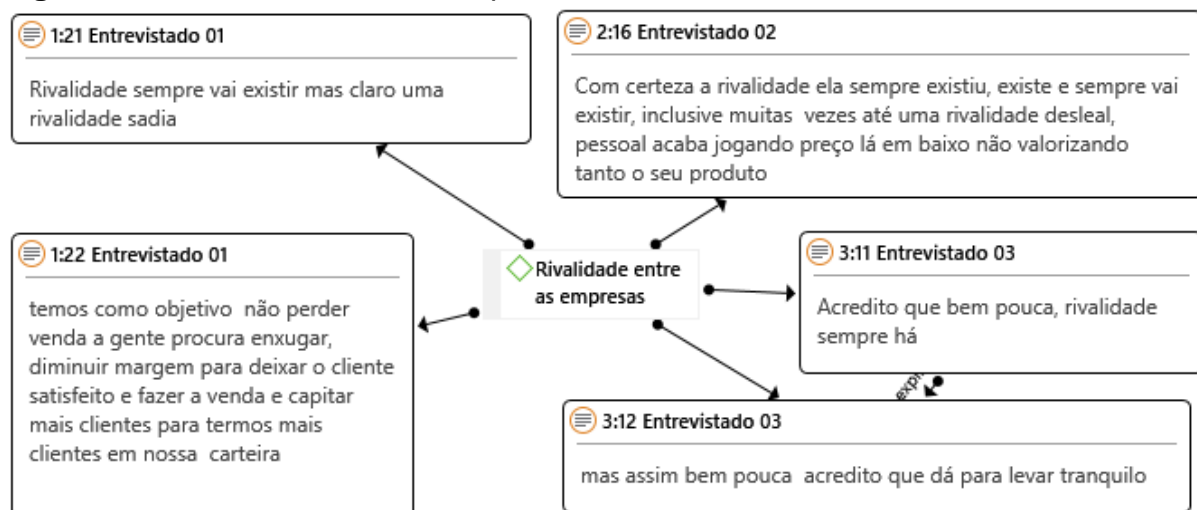 1:21 Entrevistado 01
Rivalidade sempre vai existir mas claro uma
rivalidade sadia
2:16 Entrevistado 02
Com certeza a rivalidade ela sempre existiu, existe e sempre vai
existir, inclusive muitas vezes até uma rivalidade desleal,
pessoal acaba jogando preço lá em baixo não valorizando
tanto o seu produto
1:22 Entrevistado 01
temos como objetivo não perder
venda a gente procura enxugar,
diminuir margem para deixar o cliente
satisfeito e fazer a venda e capitar
mais clientes para termos mais
clientes em nossa carteira
Rivalidade entre
as empresas
3:11 Entrevistado 03
Acredito que bem pouca, rivalidade
sempre há
3:12 Entrevistado 03
mas assim bem pouca acredito que dá para levar tranquilo